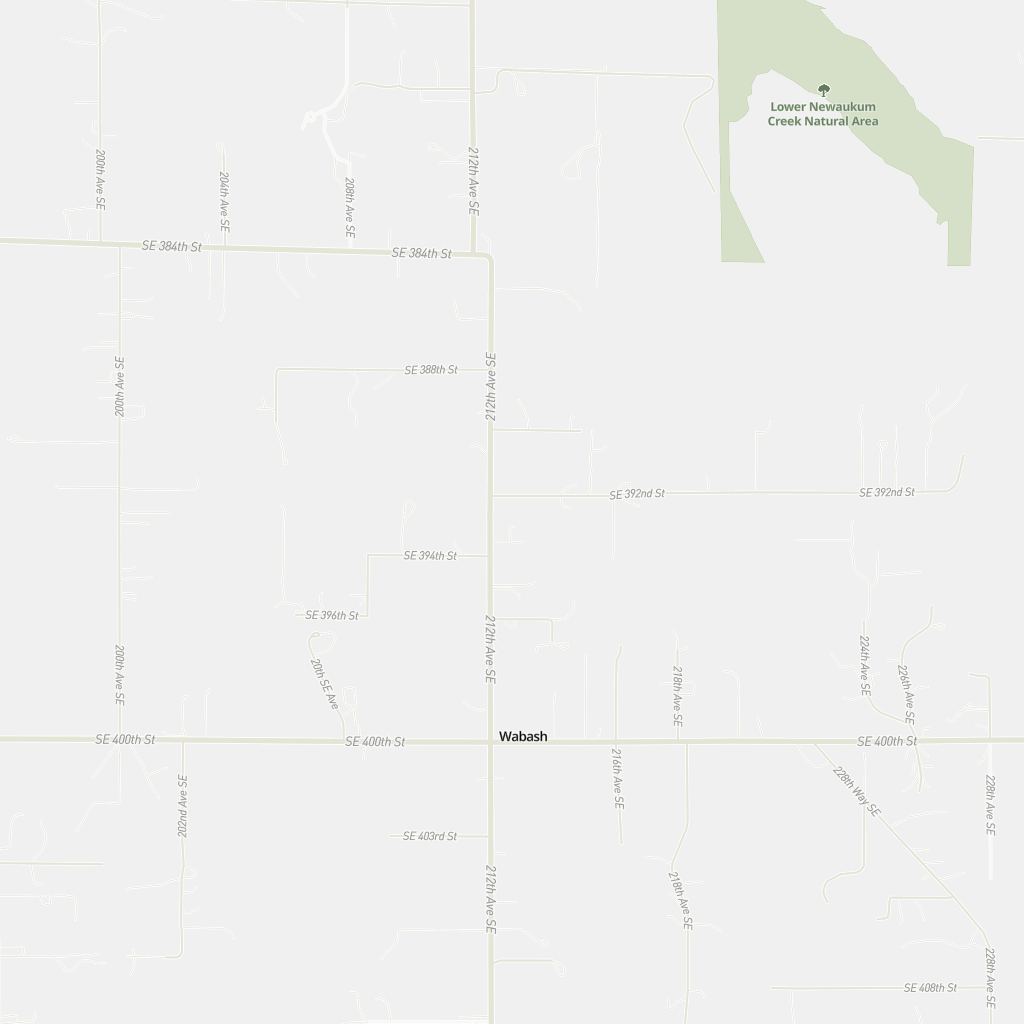 Lower Newaukum
Creek Natural Area
200th Ave SE
204th Ave SE
208th Ave SE
212th Ave SE
SE 384th St
SE 384th St
200th Ave SE
SE 388th St
212th Ave SE
SE 392nd St
SE 392nd St
SE 394th St
SE 396th St
212th Ave SE
200th Ave SE
20th SE Ave
218th Ave SE
224th Ave SE
226th Ave SE
SE 400th St
SE 400th St
Wabash
SE 400th St
202nd Ave SE
216th Ave SE
228th Way SE
228th Ave SE
SE 403rd St
212th Ave SE
218th Ave SE
228th Ave SE
SE 408th St